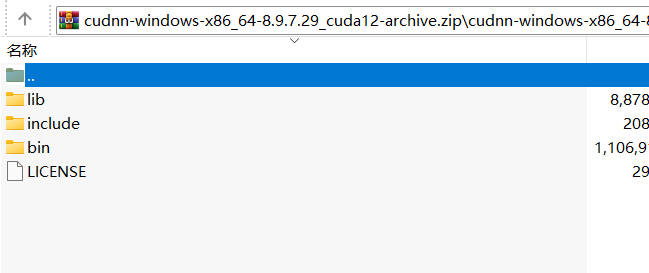 cudnn-windows-x86_64-8.9.7.29_cuda12-archive.zip\cudnn-windows-x86_64-8
名称
..
lib 8,878
include 208
bin 1,106,91
LICENSE 29